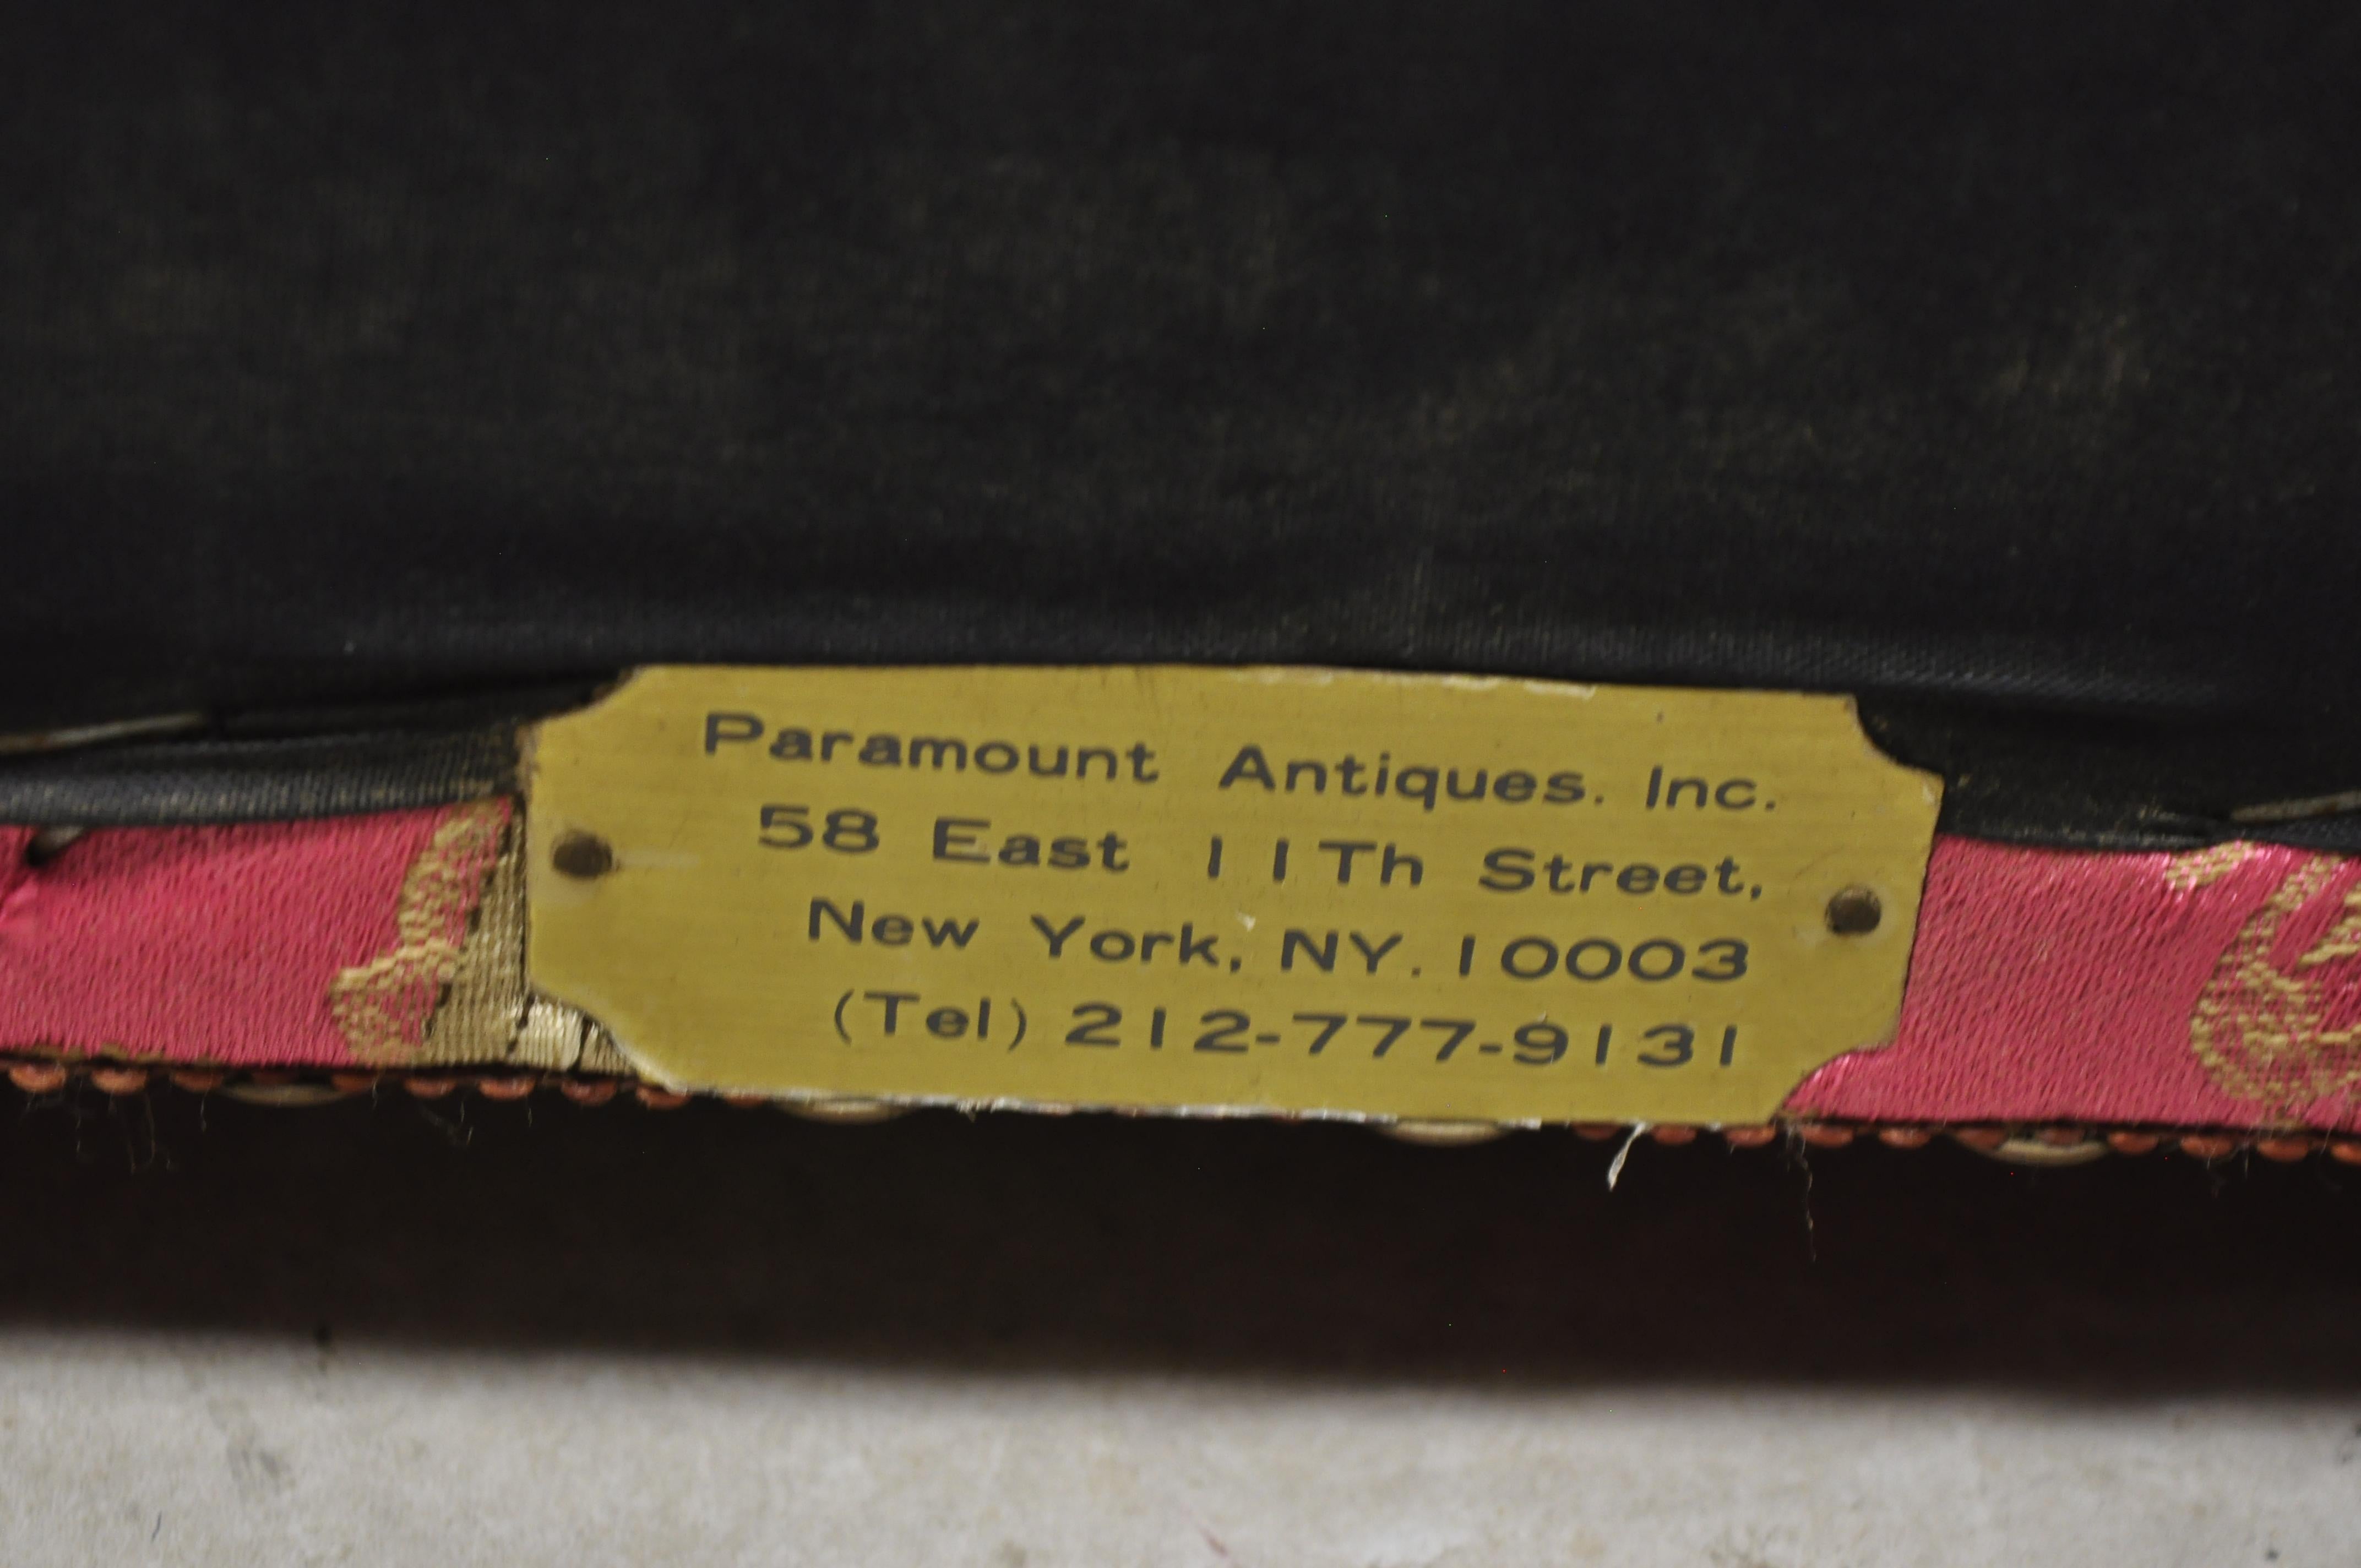 Paramount Antiques. Inc.
58 East 11Th Street,
New York, NY. 10003
(Tel) 212-777-9131